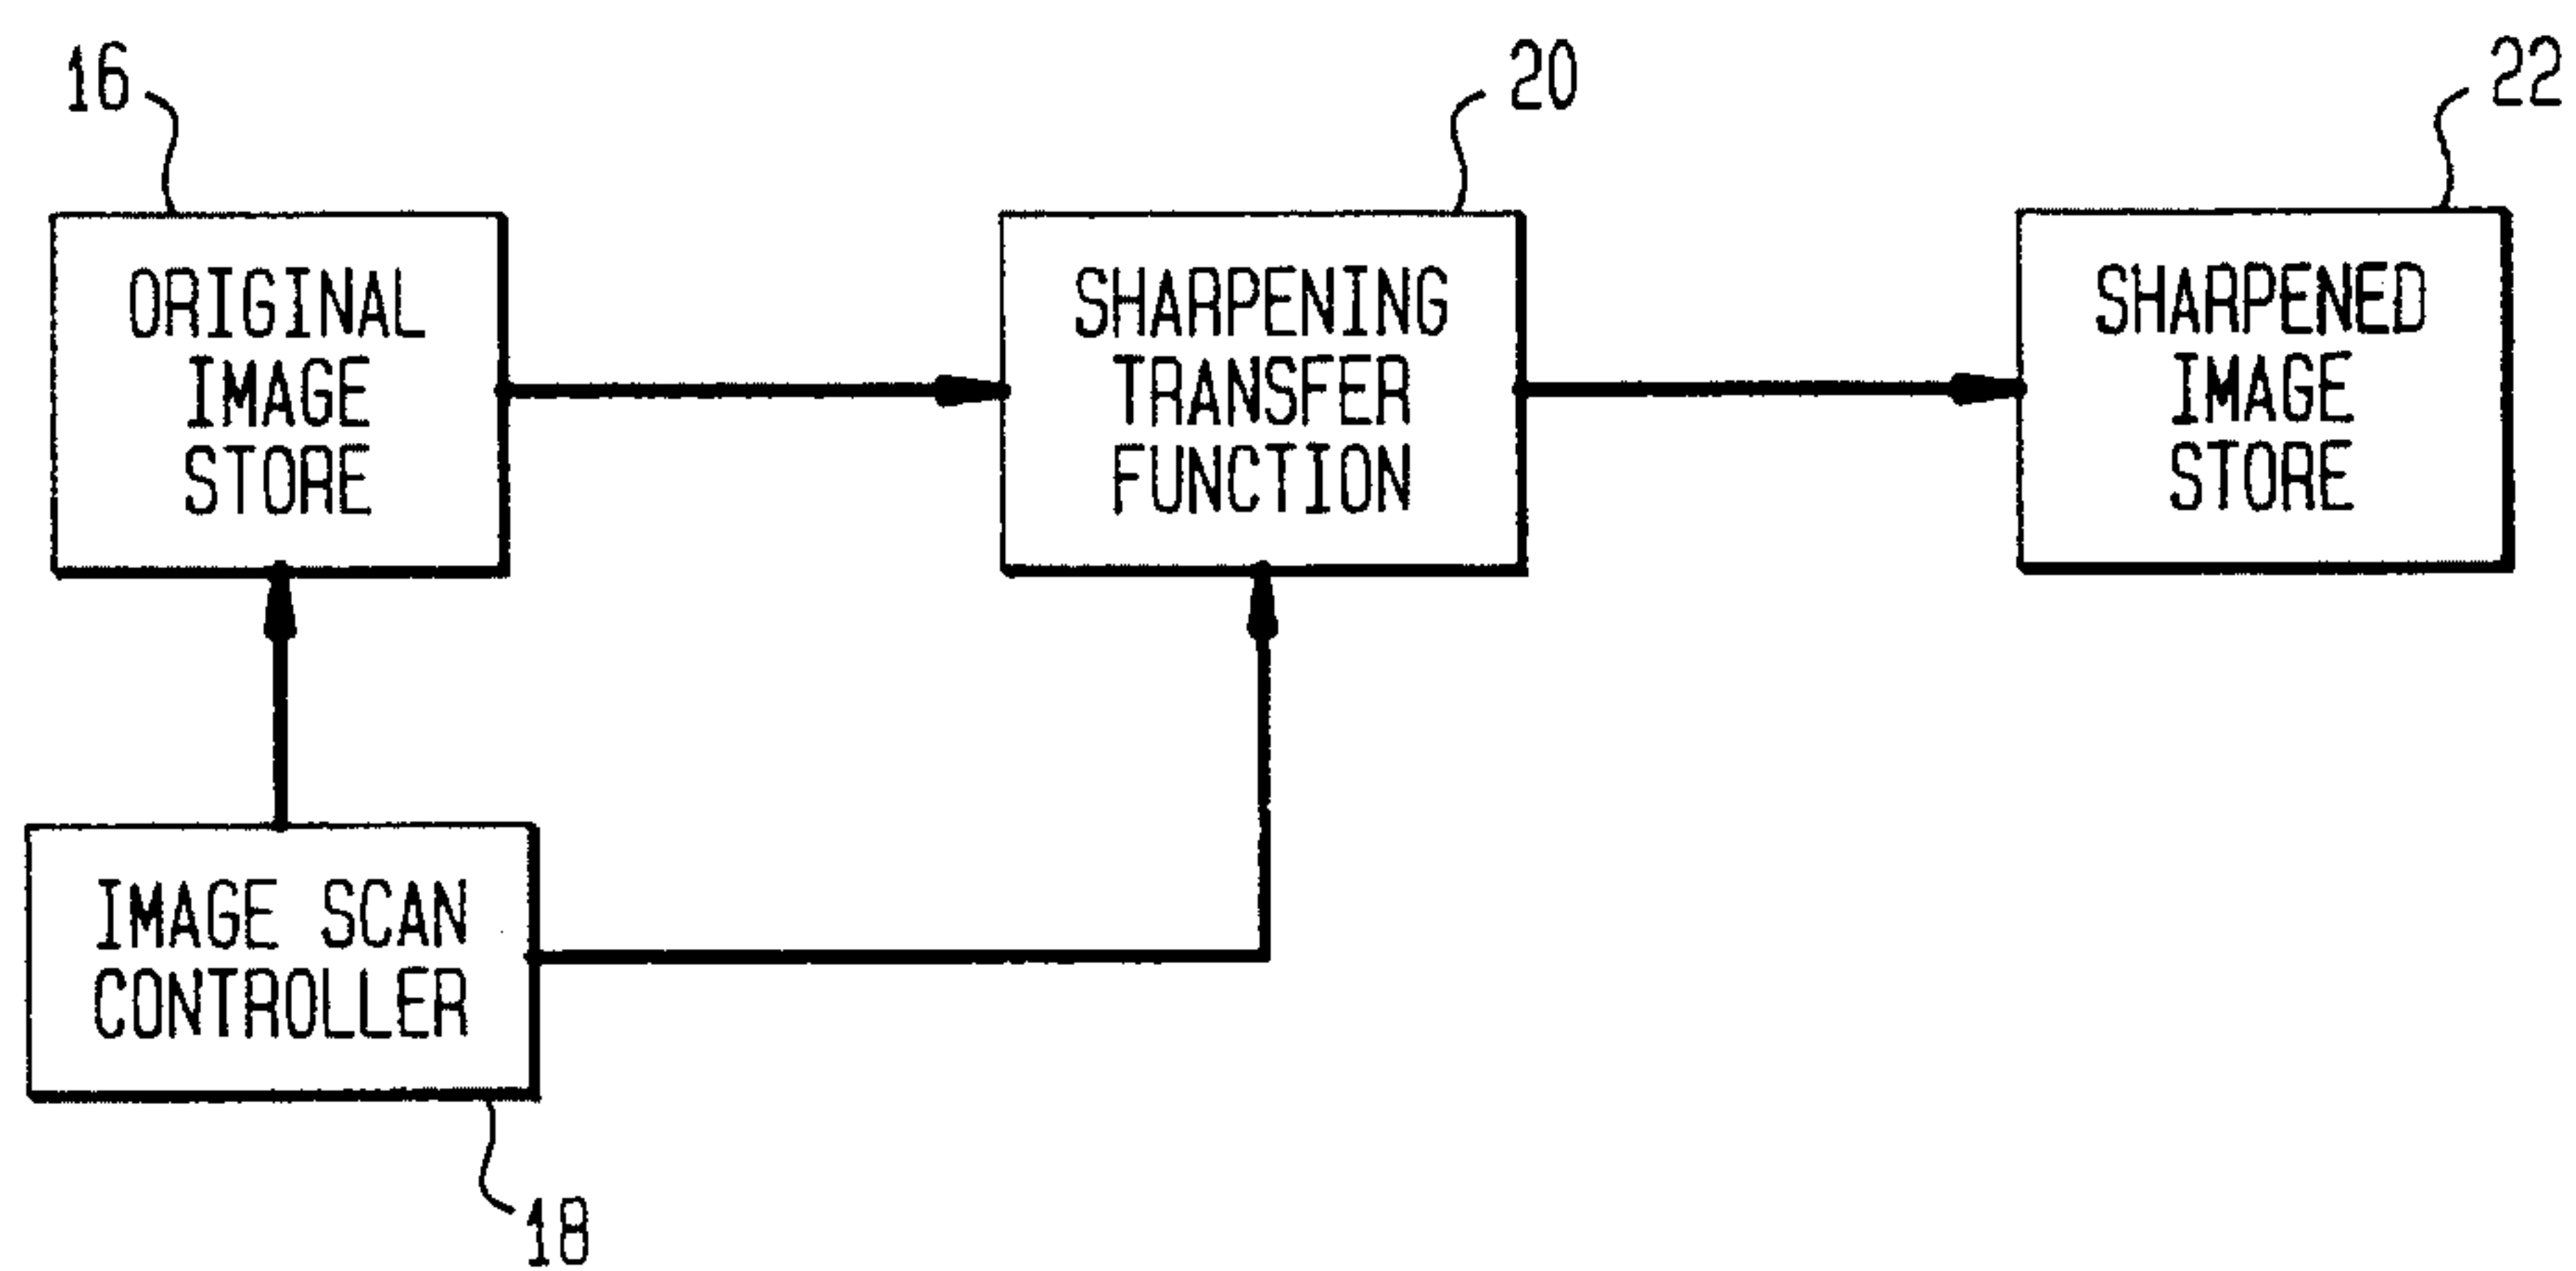 16
20
22
ORIGINAL
IMAGE
STORE
SHARPENING
TRANSFER
FUNCTION
SHARPENED
IMAGE
STORE
IMAGE SCAN
CONTROLLER
18